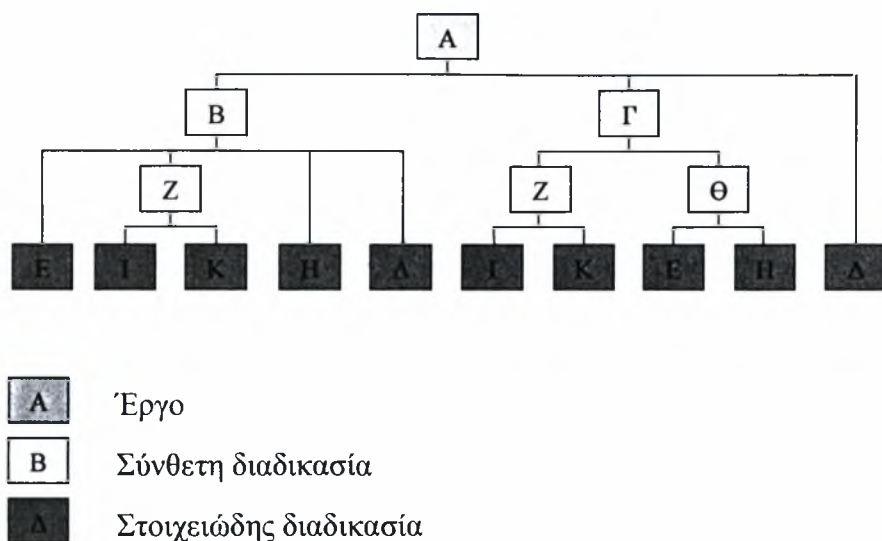 Α
Β Γ
Ζ Ζ Θ
Ε Ι Κ Η Δ Ι Κ Ε Η Δ
Α Έργο
Β Σύνθετη διαδικασία
Δ Στοιχειώδης διαδικασία